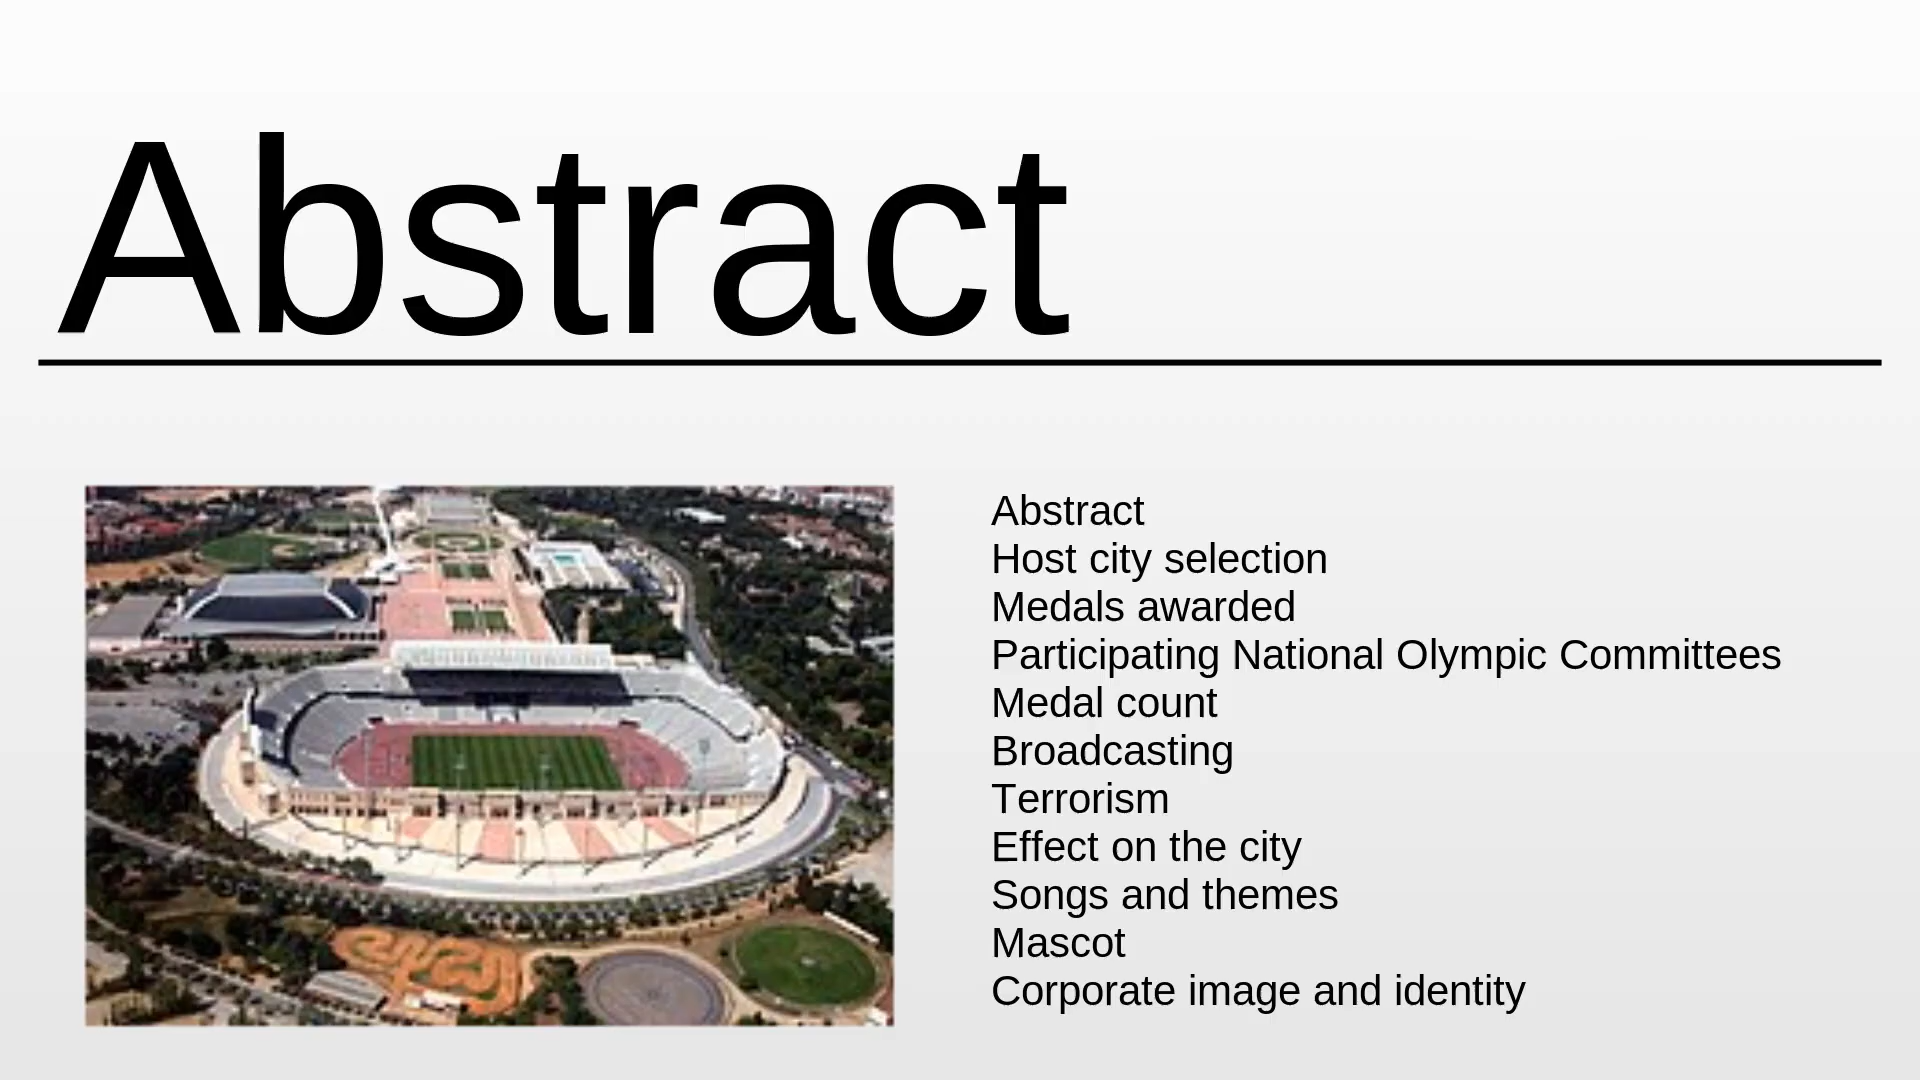 Abstract
Abstract
Host city selection
Medals awarded
Participating National Olympic Committees
Medal count
Broadcasting
Terrorism
Effect on the city
Songs and themes
Mascot
Corporate image and identity